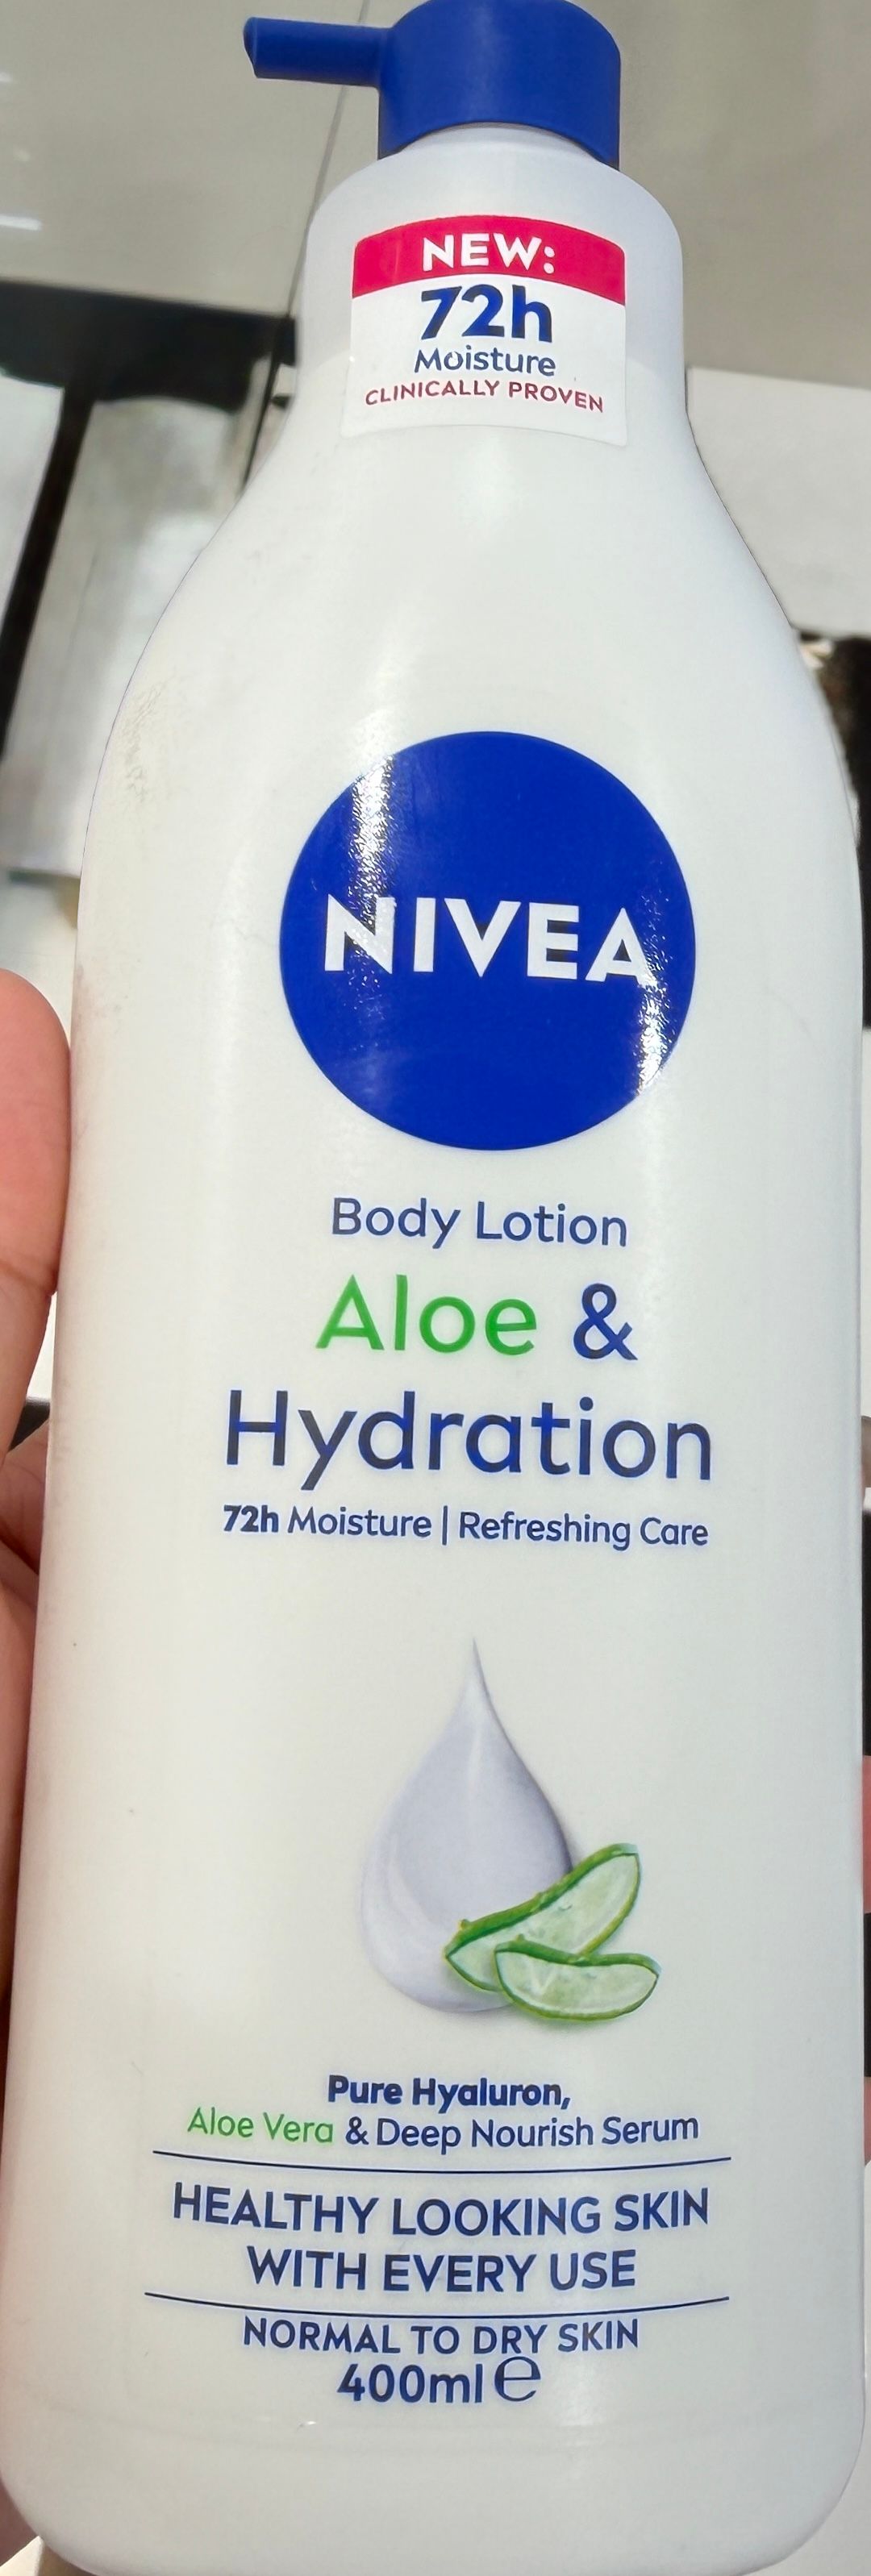 NEW:
72h
Moisture
CLINICALLY PROVEN
NIVEA
Body Lotion
Aloe &
Hydration
72h Moisture | Refreshing Care
Pure Hyaluron,
Aloe Vera & Deep Nourish Serum
HEALTHY LOOKING SKIN
WITH EVERY USE
NORMAL TO DRY SKIN
400ml ℮